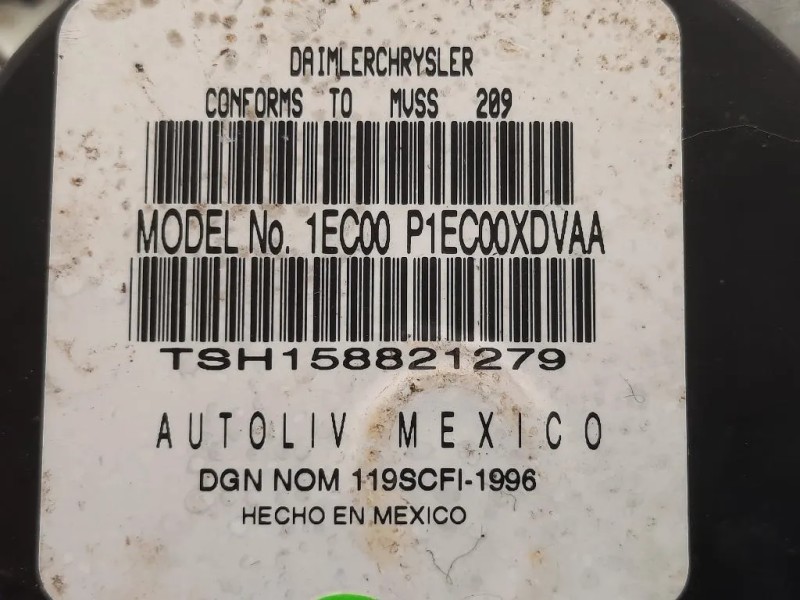 DAIMLERCHRYSLER
CONFORMS TO MVSS 209
MODEL No. 1EC00 P1EC00XDVAA
TSH158821279
AUTOLIV MEXICO
DGN NOM 119SCFI-1996
HECHO EN MEXICO